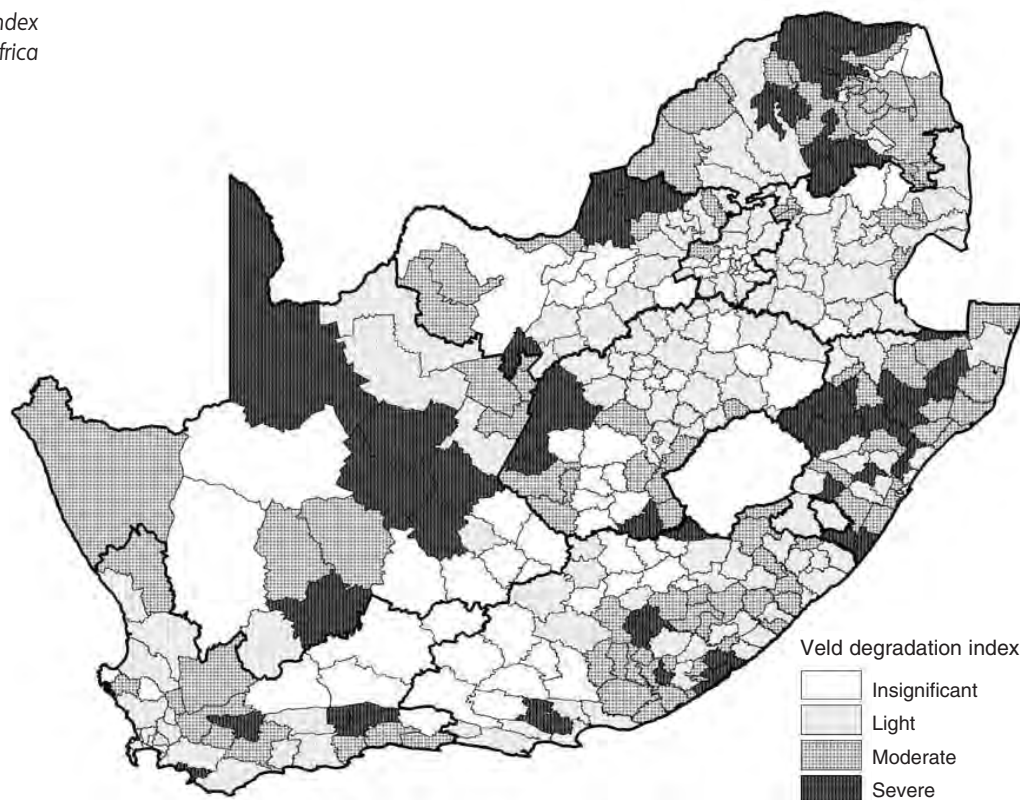 ndex
frica
Veld degradation index
Insignificant
Light
Moderate
Severe